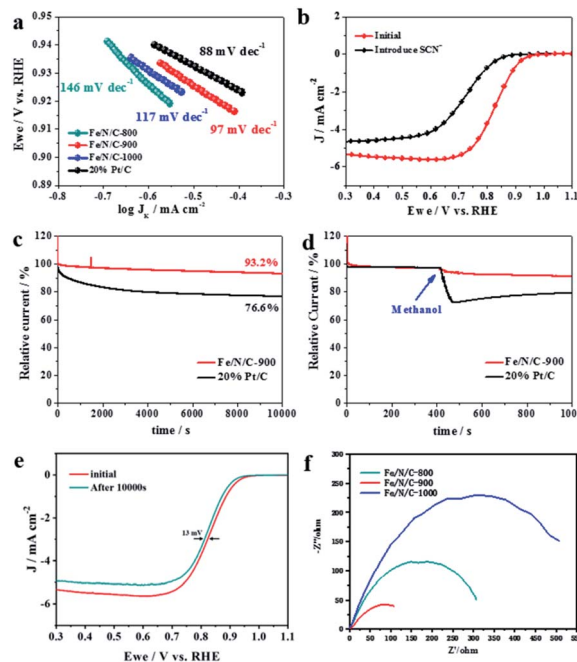 a
0.95
0.94
0.93
0.92
0.91
0.90
0.89
88 mV dec⁻¹
146 mV dec⁻¹
117 mV dec⁻¹
97 mV dec⁻¹
Fe/N/C-800
Fe/N/C-900
Fe/N/C-1000
20% Pt/C
-0.8 -0.7 -0.6 -0.5 -0.4 -0.3
log J_K / mA cm⁻²
Ewe / V vs. RHE
b
0
-2
-4
-6
Initial
Introduce SCN⁻
0.3 0.4 0.5 0.6 0.7 0.8 0.9 1.0 1.1
Ewe / V vs. RHE
J / mA cm⁻²
c
120
100
80
60
40
20
0
93.2%
76.6%
Fe/N/C-900
20% Pt/C
0 2000 4000 6000 8000 10000
time / s
Relative current / %
d
120
100
80
60
40
20
0
Methanol
Fe/N/C-900
20% Pt/C
0 200 400 600 800 1000
time / s
Relative Current / %
e
0
-2
-4
-6
initial
After 10000s
13 mV
0.3 0.4 0.5 0.6 0.7 0.8 0.9 1.0 1.1
Ewe / V vs. RHE
J / mA cm⁻²
f
300
250
200
150
100
50
0
Fe/N/C-800
Fe/N/C-900
Fe/N/C-1000
0 50 100 150 200 250 300 350 400 450 500
Z'/ohm
-Z''/ohm